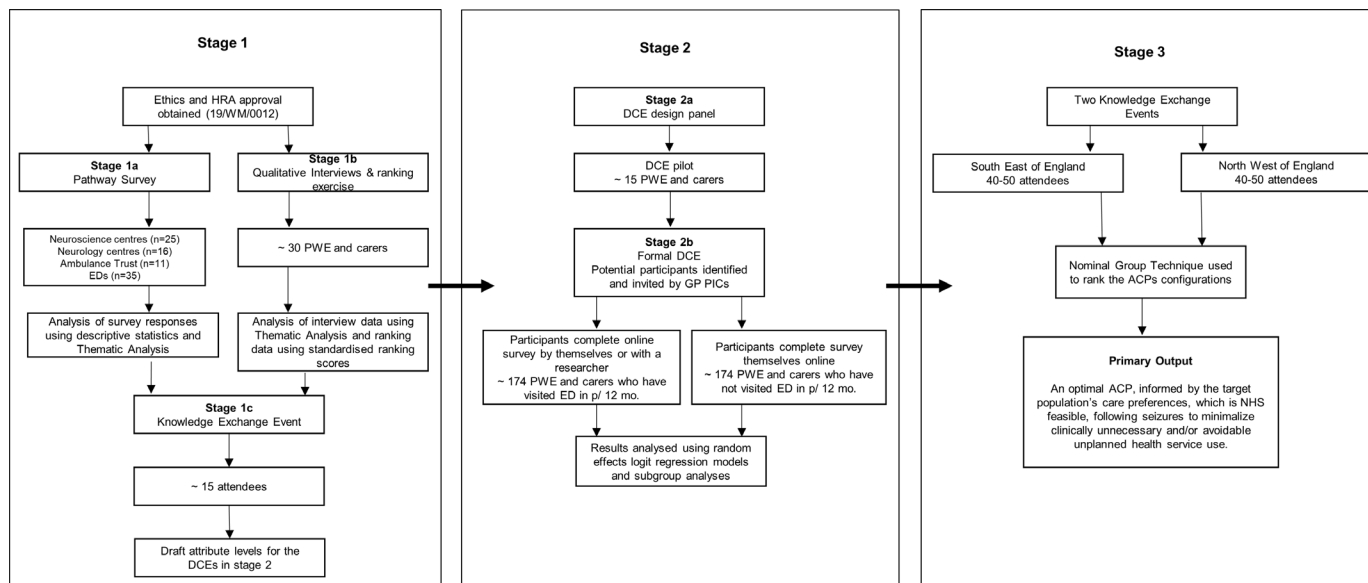 Stage 1
Ethics and HRA approval
obtained (19/WM/0012)
Stage 1a
Pathway Survey
Stage 1b
Qualitative Interviews & ranking
exercise
Neuroscience centres (n=25)
Neurology centres (n=16)
Ambulance Trust (n=11)
EDs (n=35)
~ 30 PWE and carers
Analysis of survey responses
using descriptive statistics and
Thematic Analysis
Analysis of interview data using
Thematic Analysis and ranking
data using standardised ranking
scores
Stage 1c
Knowledge Exchange Event
~ 15 attendees
Draft attribute levels for the
DCEs in stage 2
Stage 2
Stage 2a
DCE design panel
DCE pilot
~ 15 PWE and carers
Stage 2b
Formal DCE
Potential participants identified
and invited by GP PICs
Participants complete online
survey by themselves or with a
researcher
~ 174 PWE and carers who have
visited ED in p/ 12 mo.
Participants complete survey
themselves online
~ 174 PWE and carers who have
not visited ED in p/ 12 mo.
Results analysed using random
effects logit regression models
and subgroup analyses
Stage 3
Two Knowledge Exchange
Events
South East of England
40-50 attendees
North West of England
40-50 attendees
Nominal Group Technique used
to rank the ACPs configurations
Primary Output
An optimal ACP, informed by the target
population's care preferences, which is NHS
feasible, following seizures to minimalize
clinically unnecessary and/or avoidable
unplanned health service use.